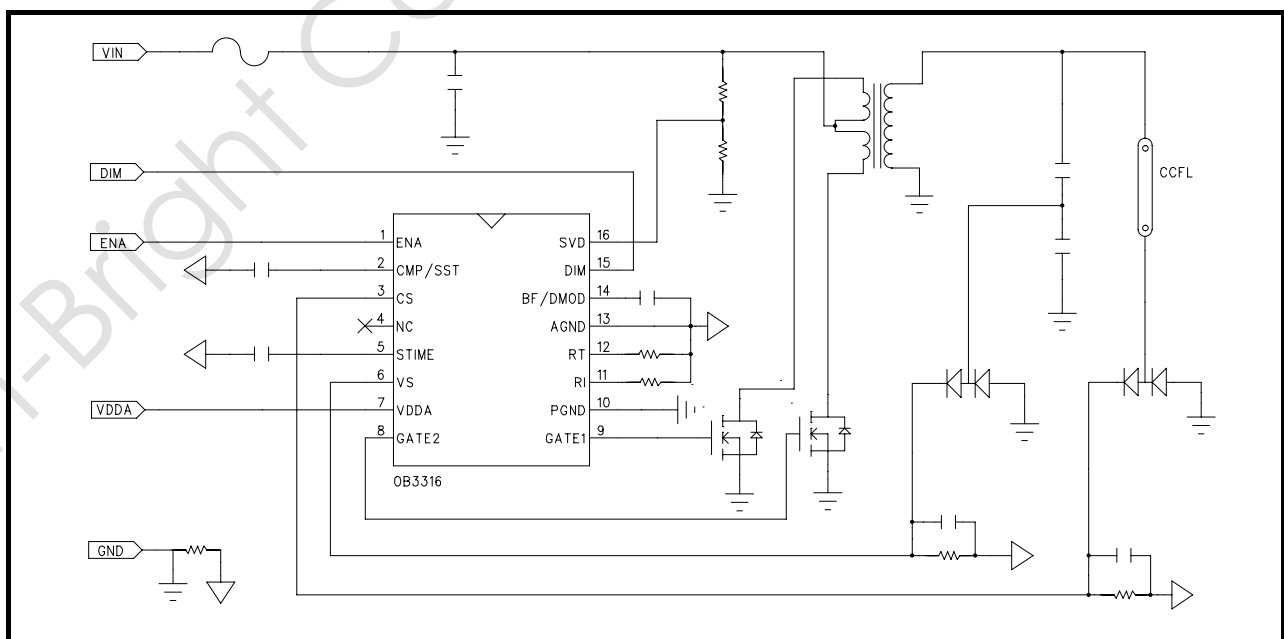 n-Bright Co
VIN
DIM
CCFL
ENA
1 ENA
SVD 16
2 CMP/SST
DIM 15
3 CS
BF/DMOD 14
4 NC
AGND 13
5 STIME
RT 12
6 VS
RI 11
VDDA
7 VDDA
PGND 10
8 GATE2
GATE1 9
OB3316
GND